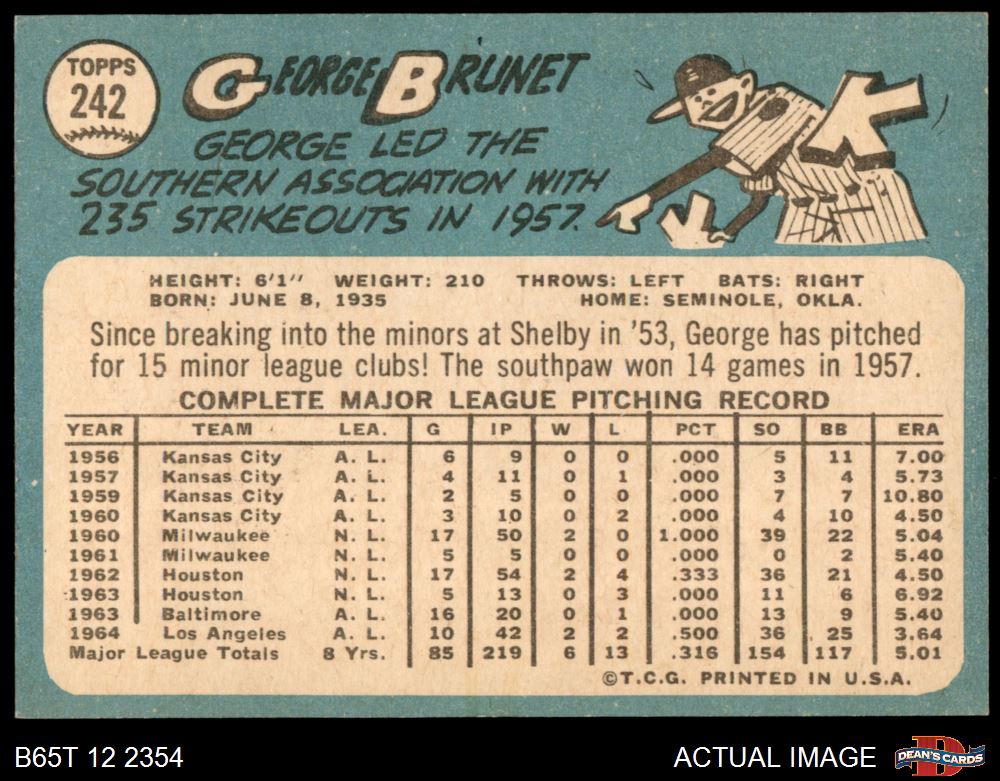 TOPPS
242
GEORGE BRUNET
GEORGE LED THE
SOUTHERN ASSOCIATION WITH
235 STRIKEOUTS IN 1957.
K
K
HEIGHT: 6'1" WEIGHT: 210 THROWS: LEFT BATS: RIGHT
BORN: JUNE 8, 1935 HOME: SEMINOLE, OKLA.
Since breaking into the minors at Shelby in '53, George has pitched
for 15 minor league clubs! The southpaw won 14 games in 1957.
COMPLETE MAJOR LEAGUE PITCHING RECORD
YEAR TEAM LEA. G IP W L PCT SO BB ERA
1956 Kansas City A. L. 6 9 0 0 .000 5 11 7.00
1957 Kansas City A. L. 4 11 0 1 .000 3 4 5.73
1959 Kansas City A. L. 2 5 0 0 .000 7 7 10.80
1960 Kansas City A. L. 3 10 0 2 .000 4 10 4.50
1960 Milwaukee N. L. 17 50 2 0 1.000 39 22 5.04
1961 Milwaukee N. L. 5 5 0 0 .000 0 2 5.40
1962 Houston N. L. 17 54 2 4 .333 36 21 4.50
1963 Houston N. L. 5 13 0 3 .000 11 6 6.92
1963 Baltimore A. L. 16 20 0 1 .000 13 9 5.40
1964 Los Angeles A. L. 10 42 2 2 .500 36 25 3.64
Major League Totals 8 Yrs. 85 219 6 13 .316 154 117 5.01
©T.C.G. PRINTED IN U.S.A.
B65T 12 2354 ACTUAL IMAGE DEAN'S CARDS